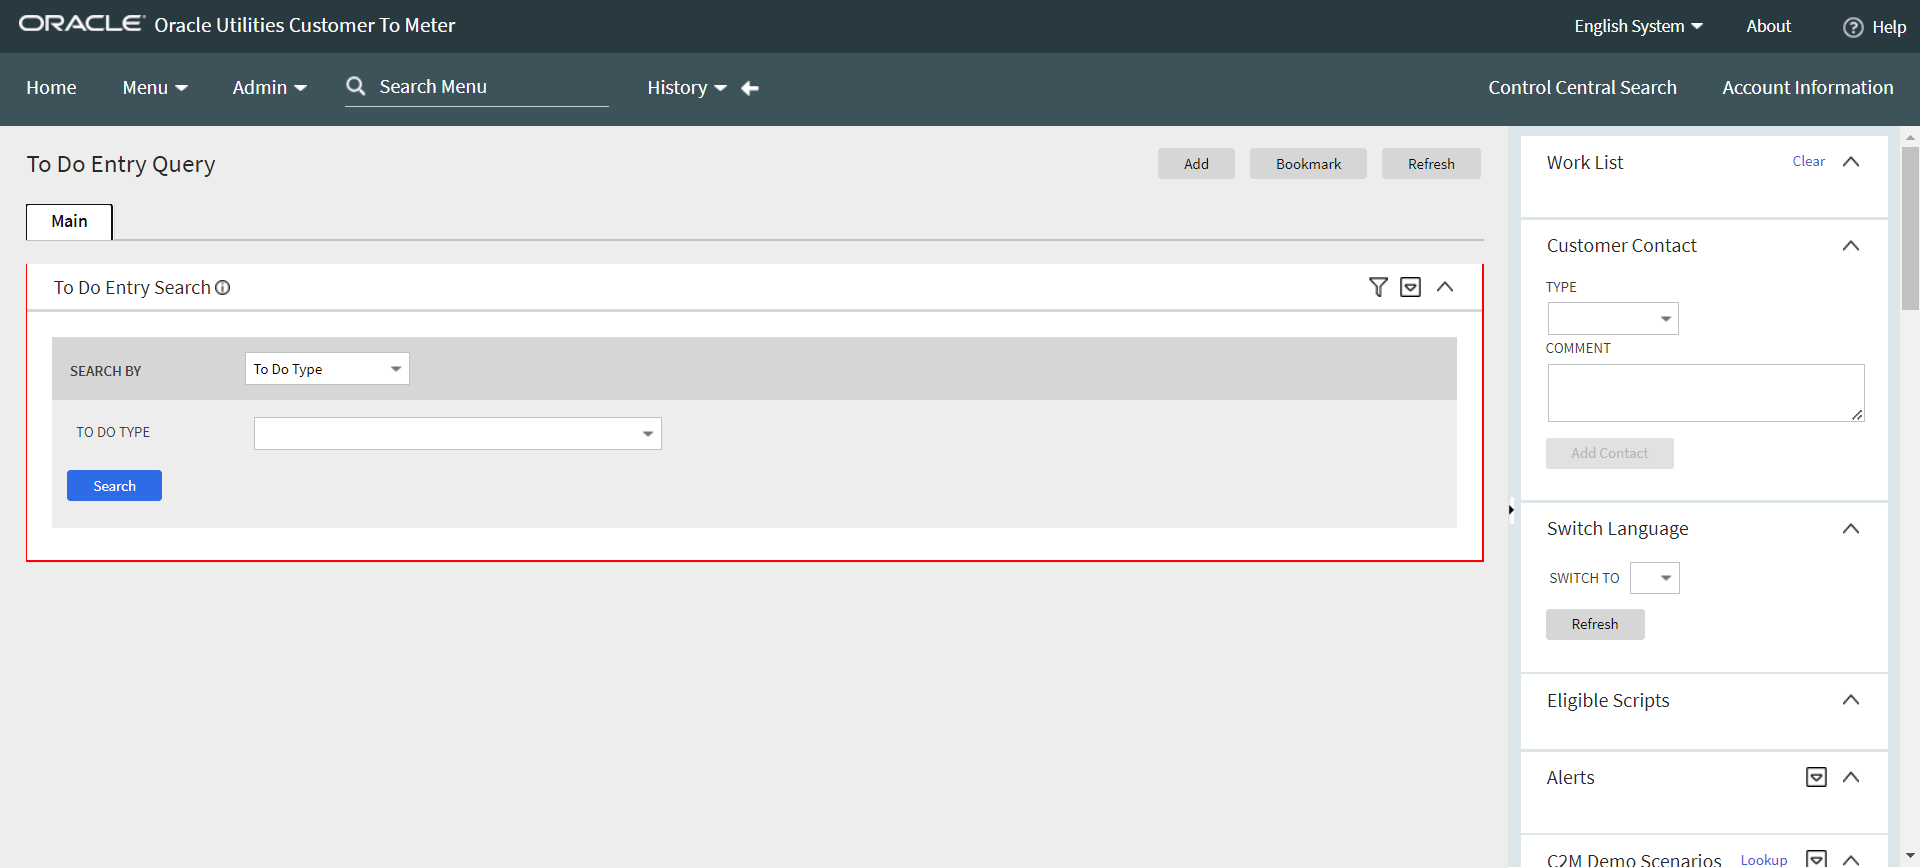 ORACLE Oracle Utilities Customer To Meter
English System About ? Help
Home Menu Admin Search Menu History Control Central Search Account Information
To Do Entry Query
Add Bookmark Refresh
Main
To Do Entry Search
SEARCH BY To Do Type
TO DO TYPE
Search
Work List Clear
Customer Contact
TYPE
COMMENT
Add Contact
Switch Language
SWITCH TO
Refresh
Eligible Scripts
Alerts
C2M Demo Scenarios Lookup